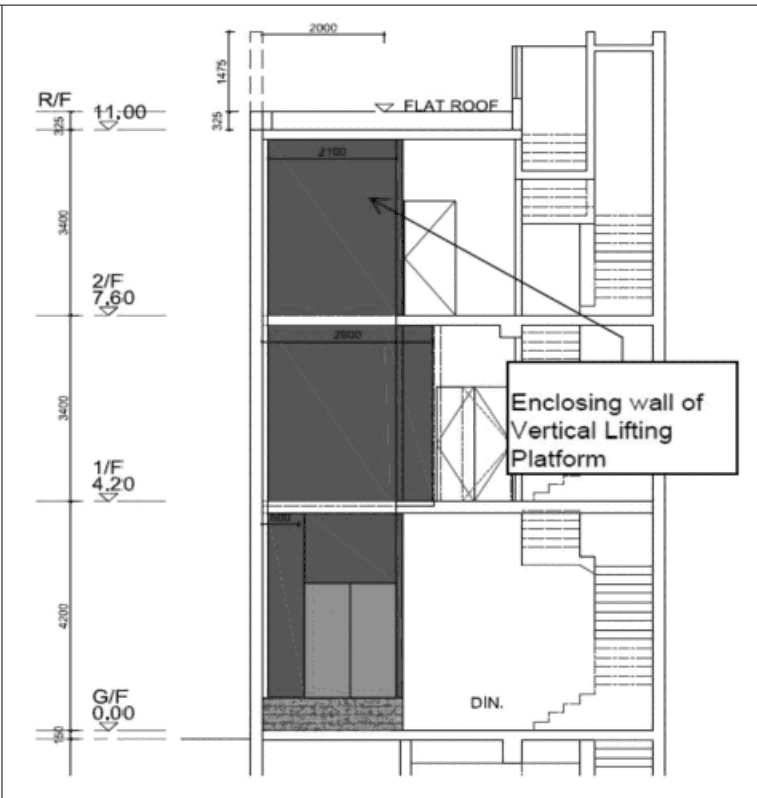 2000
1475
R/F
11.00
FLAT ROOF
325
325
2100
3400
2/F
7.60
2800
3400
Enclosing wall of
Vertical Lifting
Platform
1/F
4.20
600
4200
G/F
0.00
DIN.
150